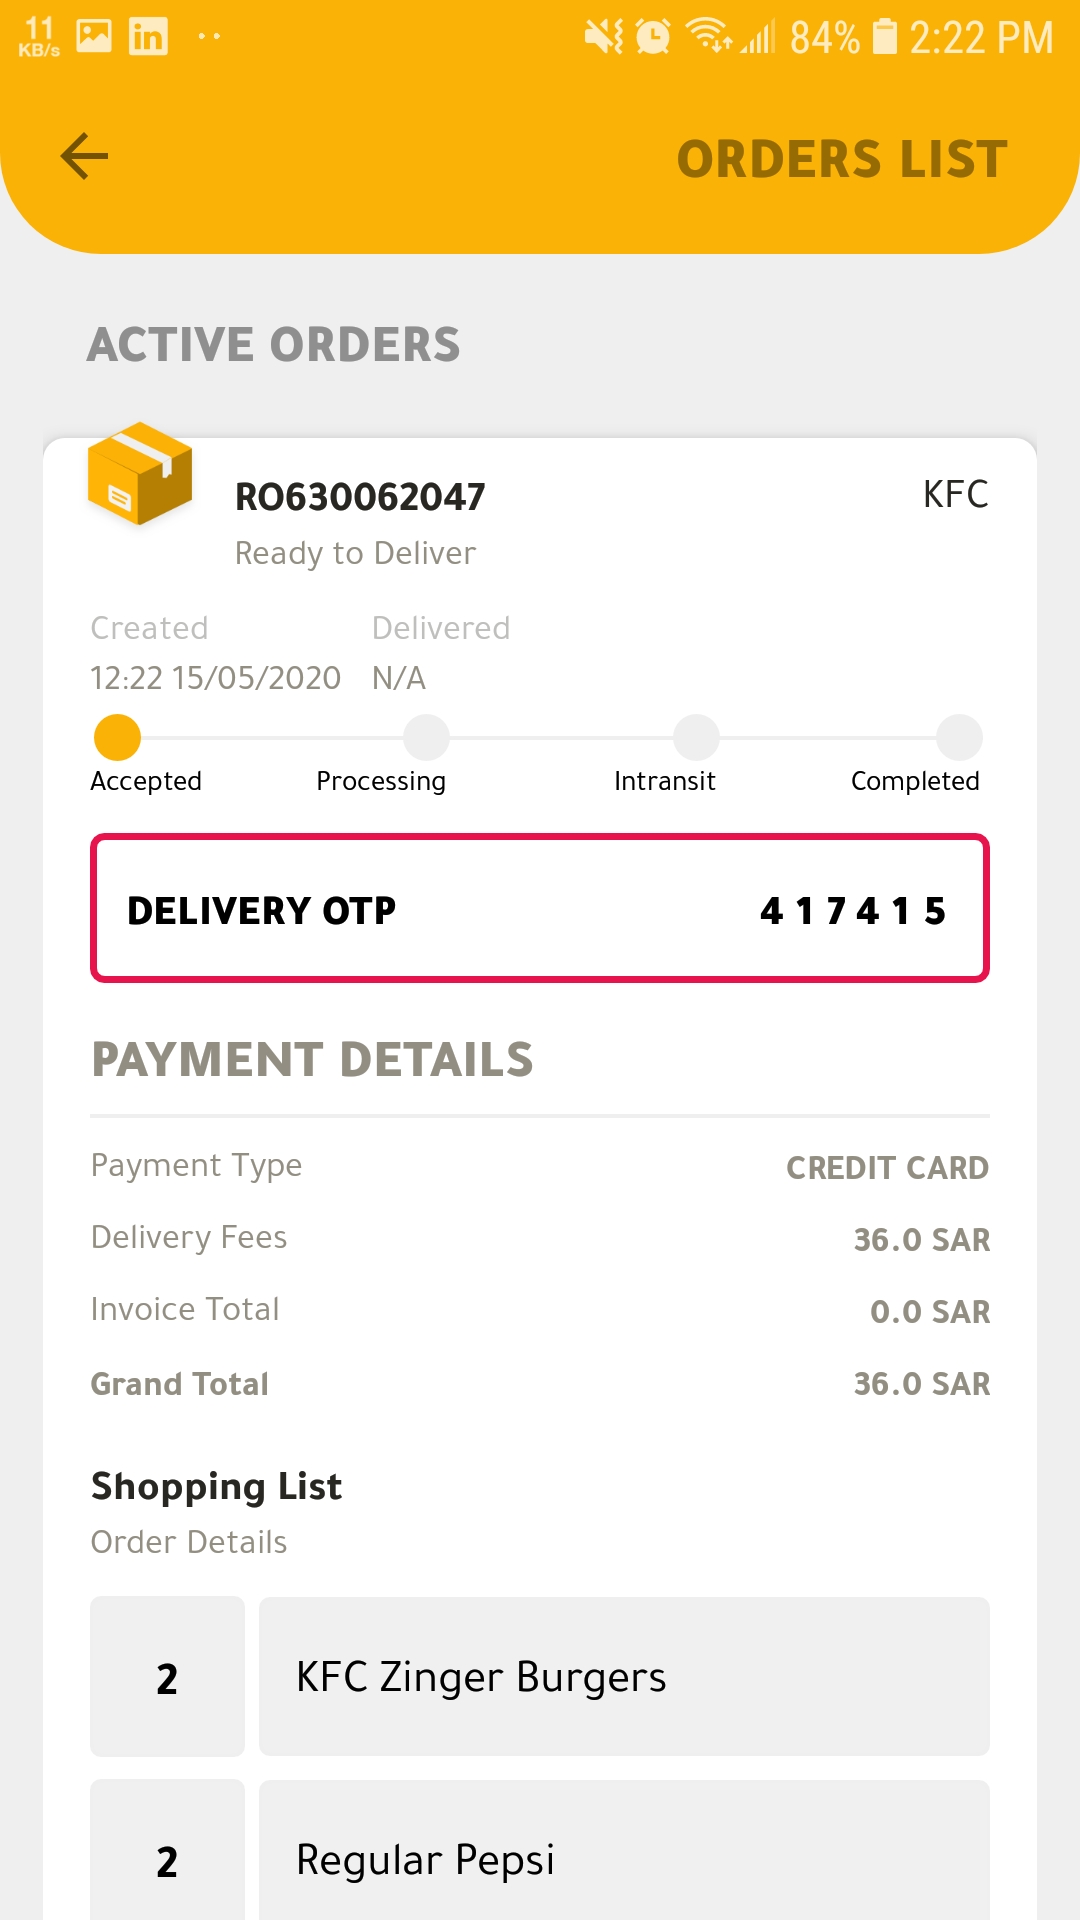 11
KB/s
in
84%
2:22 PM
ORDERS LIST
ACTIVE ORDERS
RO630062047
KFC
Ready to Deliver
Created Delivered
12:22 15/05/2020 N/A
Accepted Processing Intransit Completed
DELIVERY OTP 4 1 7 4 1 5
PAYMENT DETAILS
Payment Type CREDIT CARD
Delivery Fees 36.0 SAR
Invoice Total 0.0 SAR
Grand Total 36.0 SAR
Shopping List
Order Details
2 KFC Zinger Burgers
2 Regular Pepsi